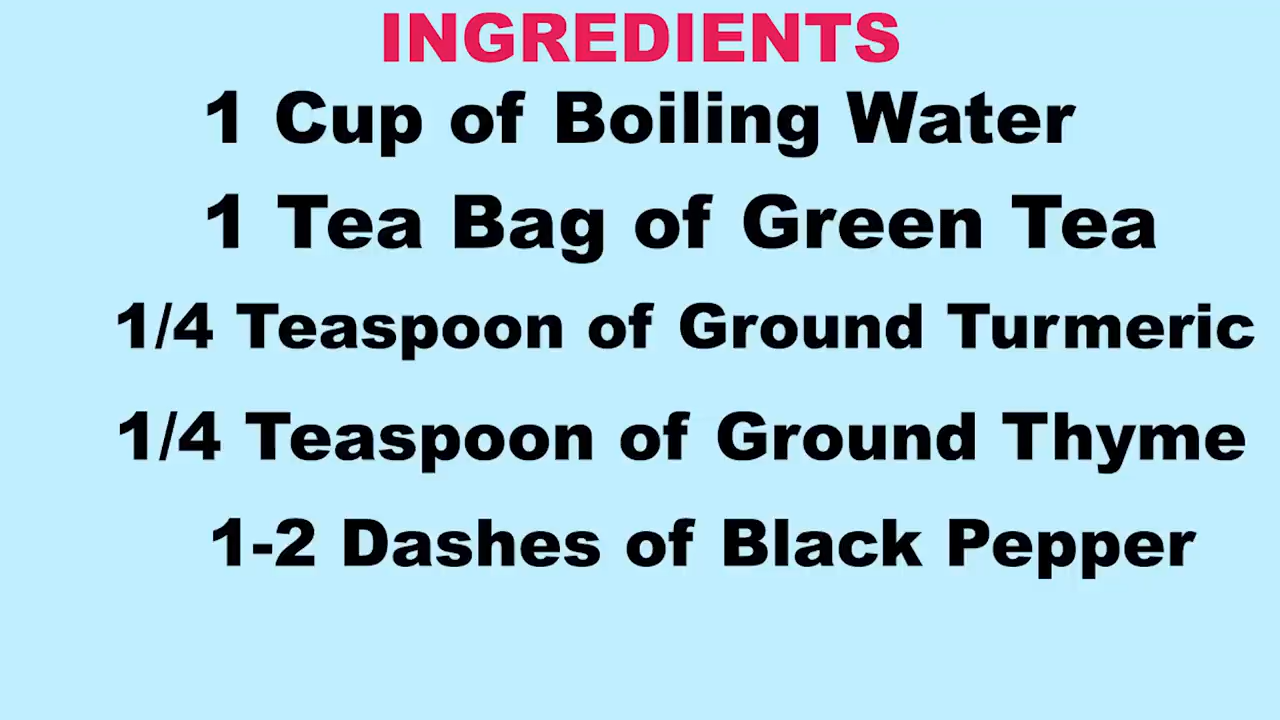 INGREDIENTS
1 Cup of Boiling Water
1 Tea Bag of Green Tea
1/4 Teaspoon of Ground Turmeric
1/4 Teaspoon of Ground Thyme
1-2 Dashes of Black Pepper